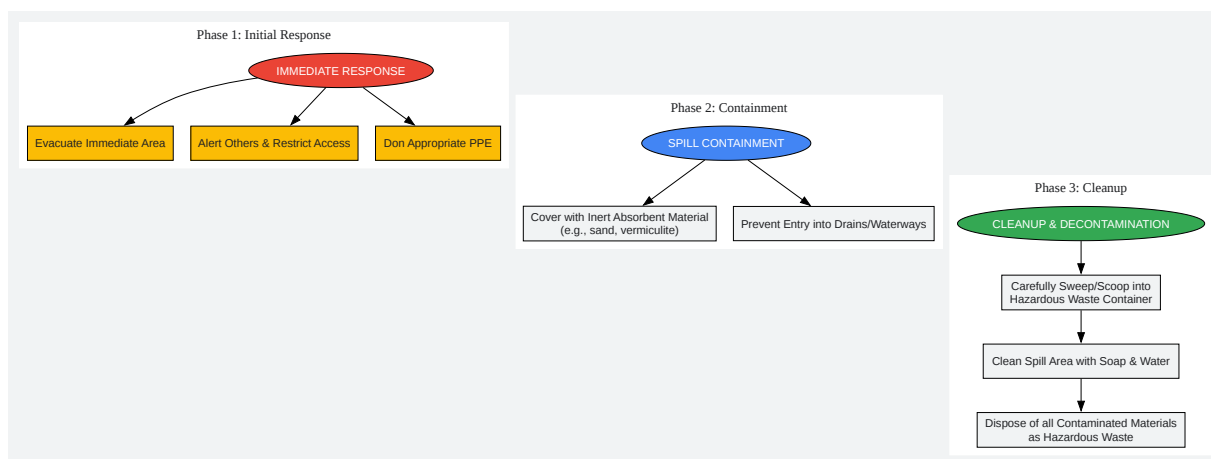 Phase 1: Initial Response
IMMEDIATE RESPONSE
Evacuate Immediate Area
Alert Others & Restrict Access
Don Appropriate PPE
Phase 2: Containment
SPILL CONTAINMENT
Cover with Inert Absorbent Material
(e.g., sand, vermiculite)
Prevent Entry into Drains/Waterways
Phase 3: Cleanup
CLEANUP & DECONTAMINATION
Carefully Sweep/Scoop into
Hazardous Waste Container
Clean Spill Area with Soap & Water
Dispose of all Contaminated Materials
as Hazardous Waste